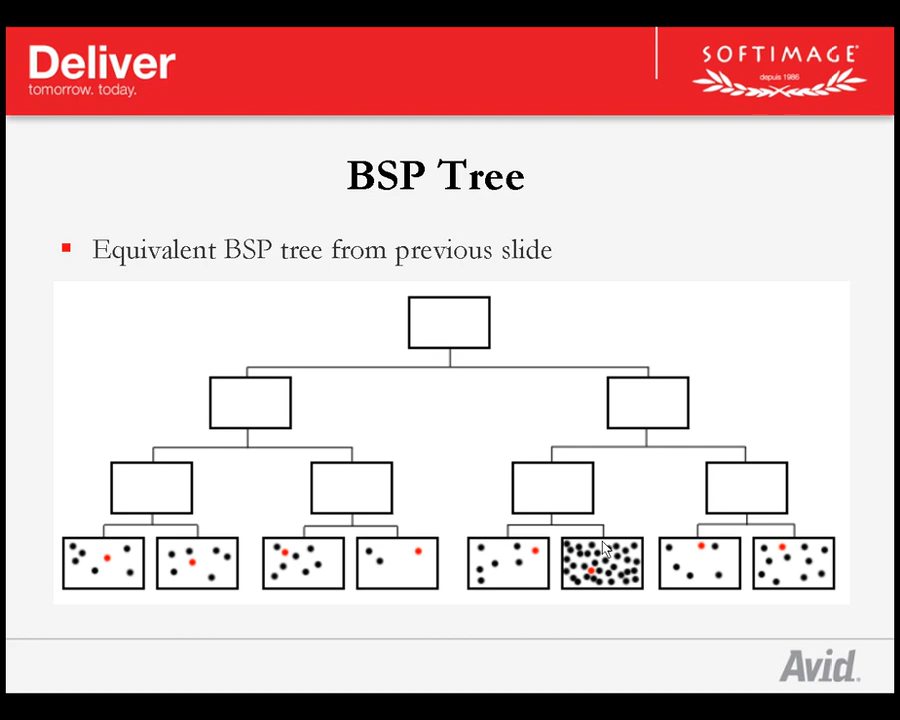 Deliver
tomorrow. today.
SOFTIMAGE
depuis 1986
BSP Tree
Equivalent BSP tree from previous slide
Avid.